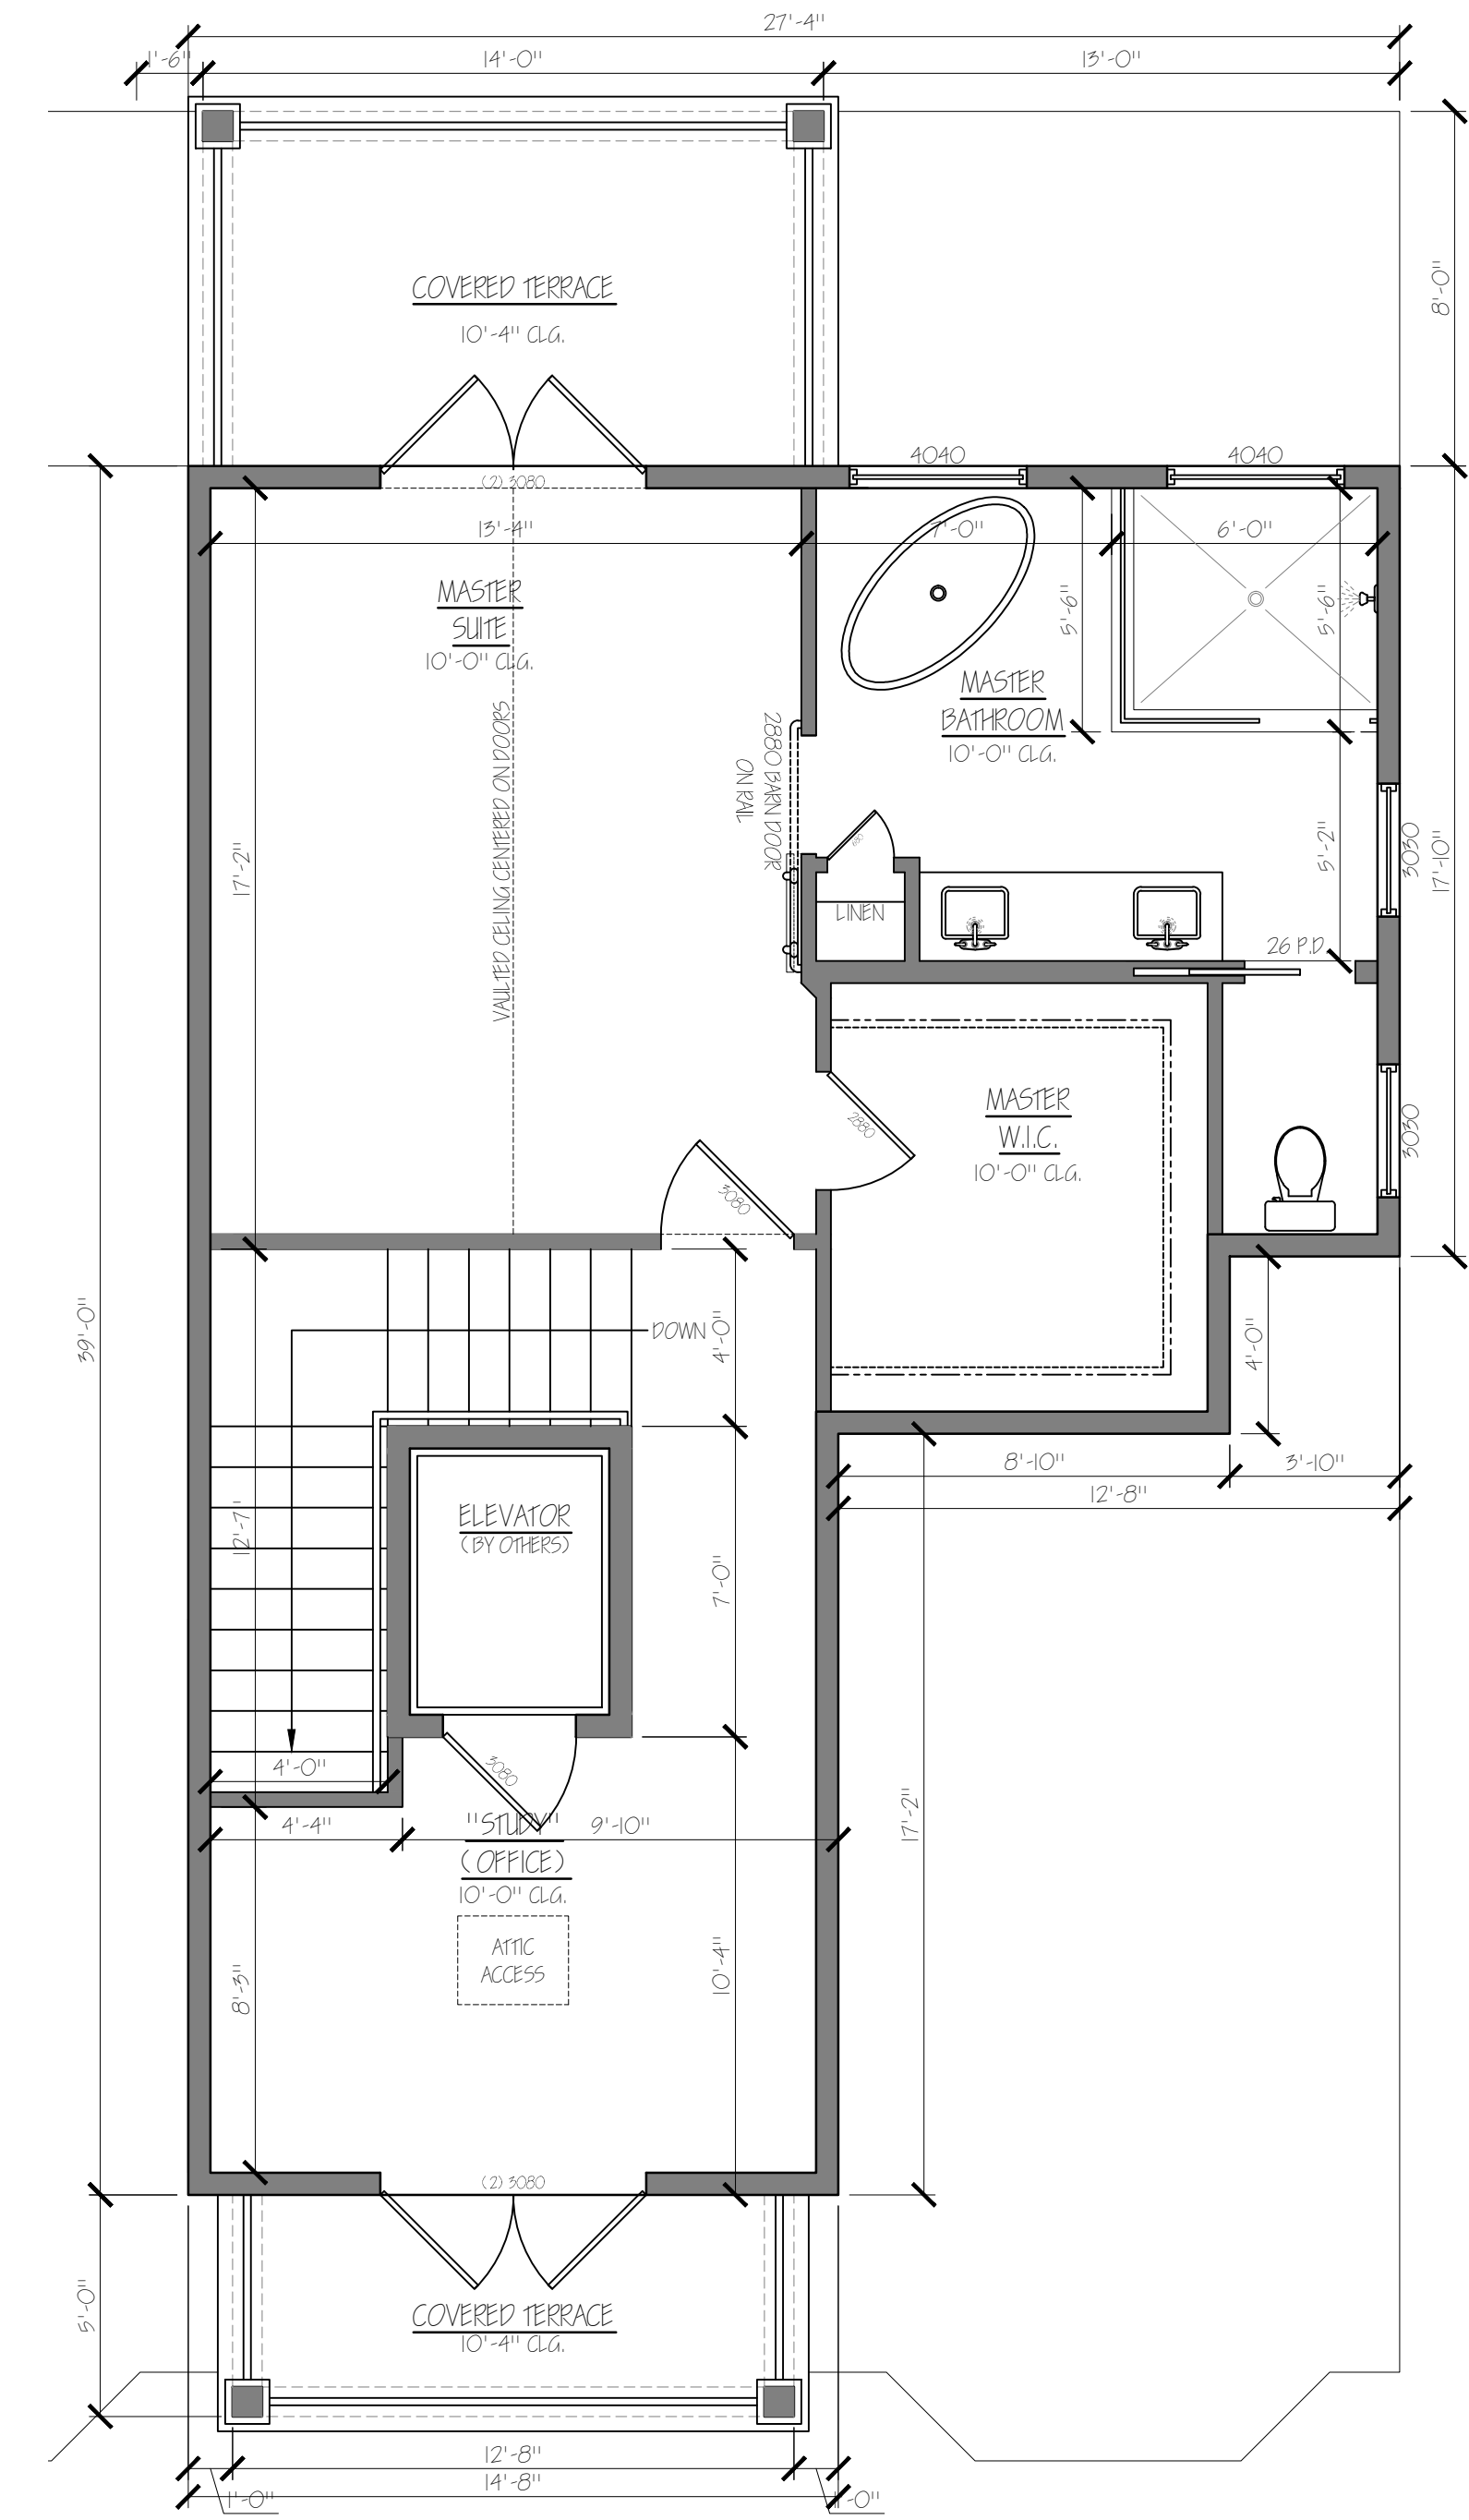 27'-4"
1'-6"
14'-0"
13'-0"
COVERED TERRACE
10'-4" CLG.
8'-0"
4040
4040
(2) 3080
13'-4"
7'-0"
6'-0"
MASTER
SUITE
10'-0" CLG.
5'-6"
5'-6"
MASTER
BATHROOM
10'-0" CLG.
VAULTED CEILING CENTERED ON DOORS
2880 BARN DOOR
ON RAIL
17'-2"
680
5'-2"
3030
17'-10"
LINEN
26 P.D.
MASTER
W.I.C.
10'-0" CLG.
2880
3030
3080
39'-0"
DOWN
4'-0"
4'-0"
8'-10"
3'-10"
12'-8"
ELEVATOR
(BY OTHERS)
12'-7"
7'-0"
3080
4'-0"
4'-4"
"STUDY"
9'-10"
(OFFICE)
10'-0" CLG.
17'-2"
ATTIC
ACCESS
8'-3"
10'-4"
(2) 3080
5'-0"
COVERED TERRACE
10'-4" CLG.
12'-8"
14'-8"
1'-0"
1'-0"